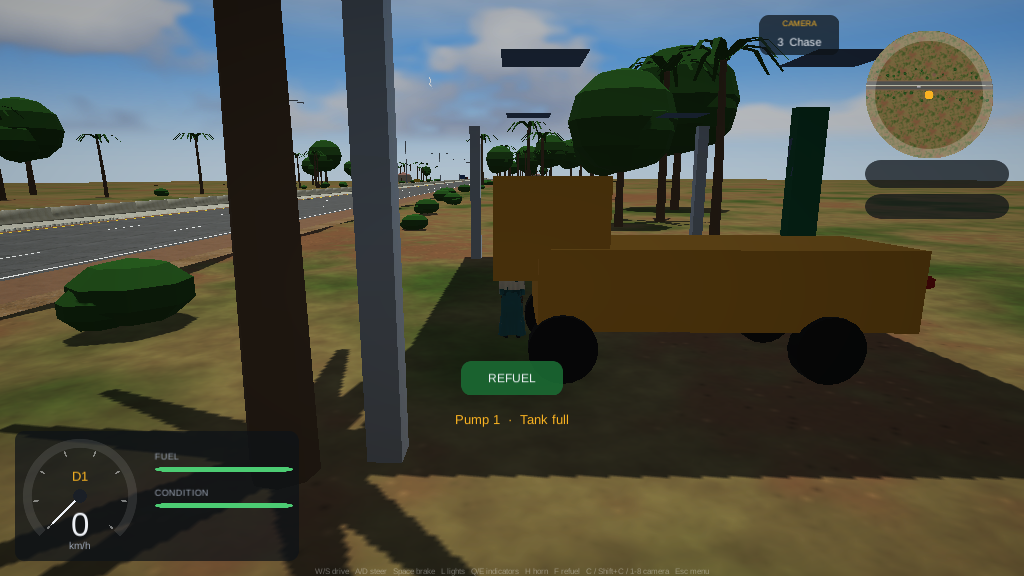 CAMERA
3 Chase
REFUEL
Pump 1 · Tank full
FUEL
CONDITION
D1
0
km/h
W/S drive A/D steer Space brake L lights Q/E indicators H horn F refuel C / Shift+C / 1-8 camera Esc menu